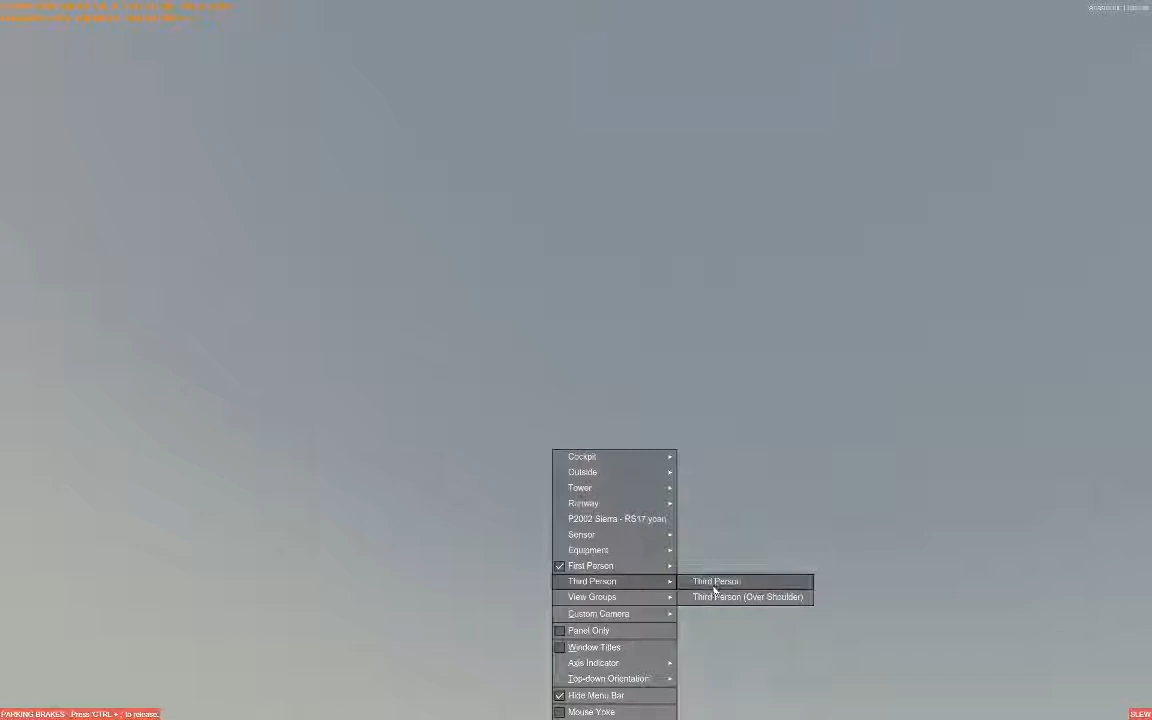 Cockpit
Outside
Tower
Runway
P2002 Sierra - RS17 yoan
Sensor
Equipment
First Person
Third Person
Third Person
View Groups
Third Person (Over Shoulder)
Custom Camera
Panel Only
Window Titles
Axis Indicator
Top-down Orientation
Hide Menu Bar
Mouse Yoke
PARKING BRAKES - Press 'CTRL + ;' to release.
SLEW